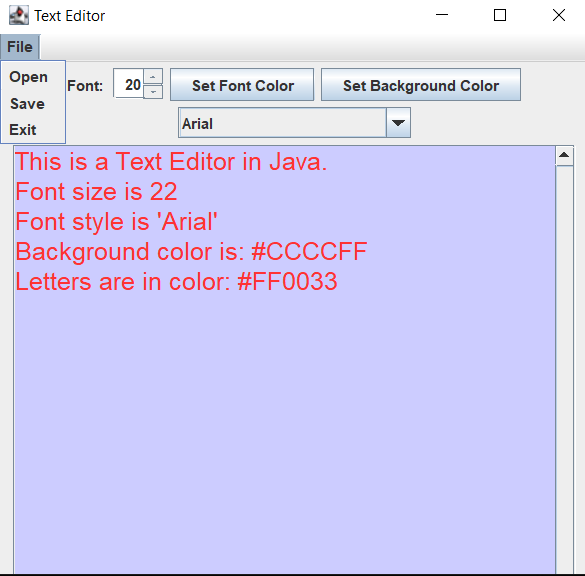 Text Editor
File
Open
Save
Exit
Font:
20
Set Font Color
Set Background Color
Arial
This is a Text Editor in Java.
Font size is 22
Font style is 'Arial'
Background color is: #CCCCFF
Letters are in color: #FF0033